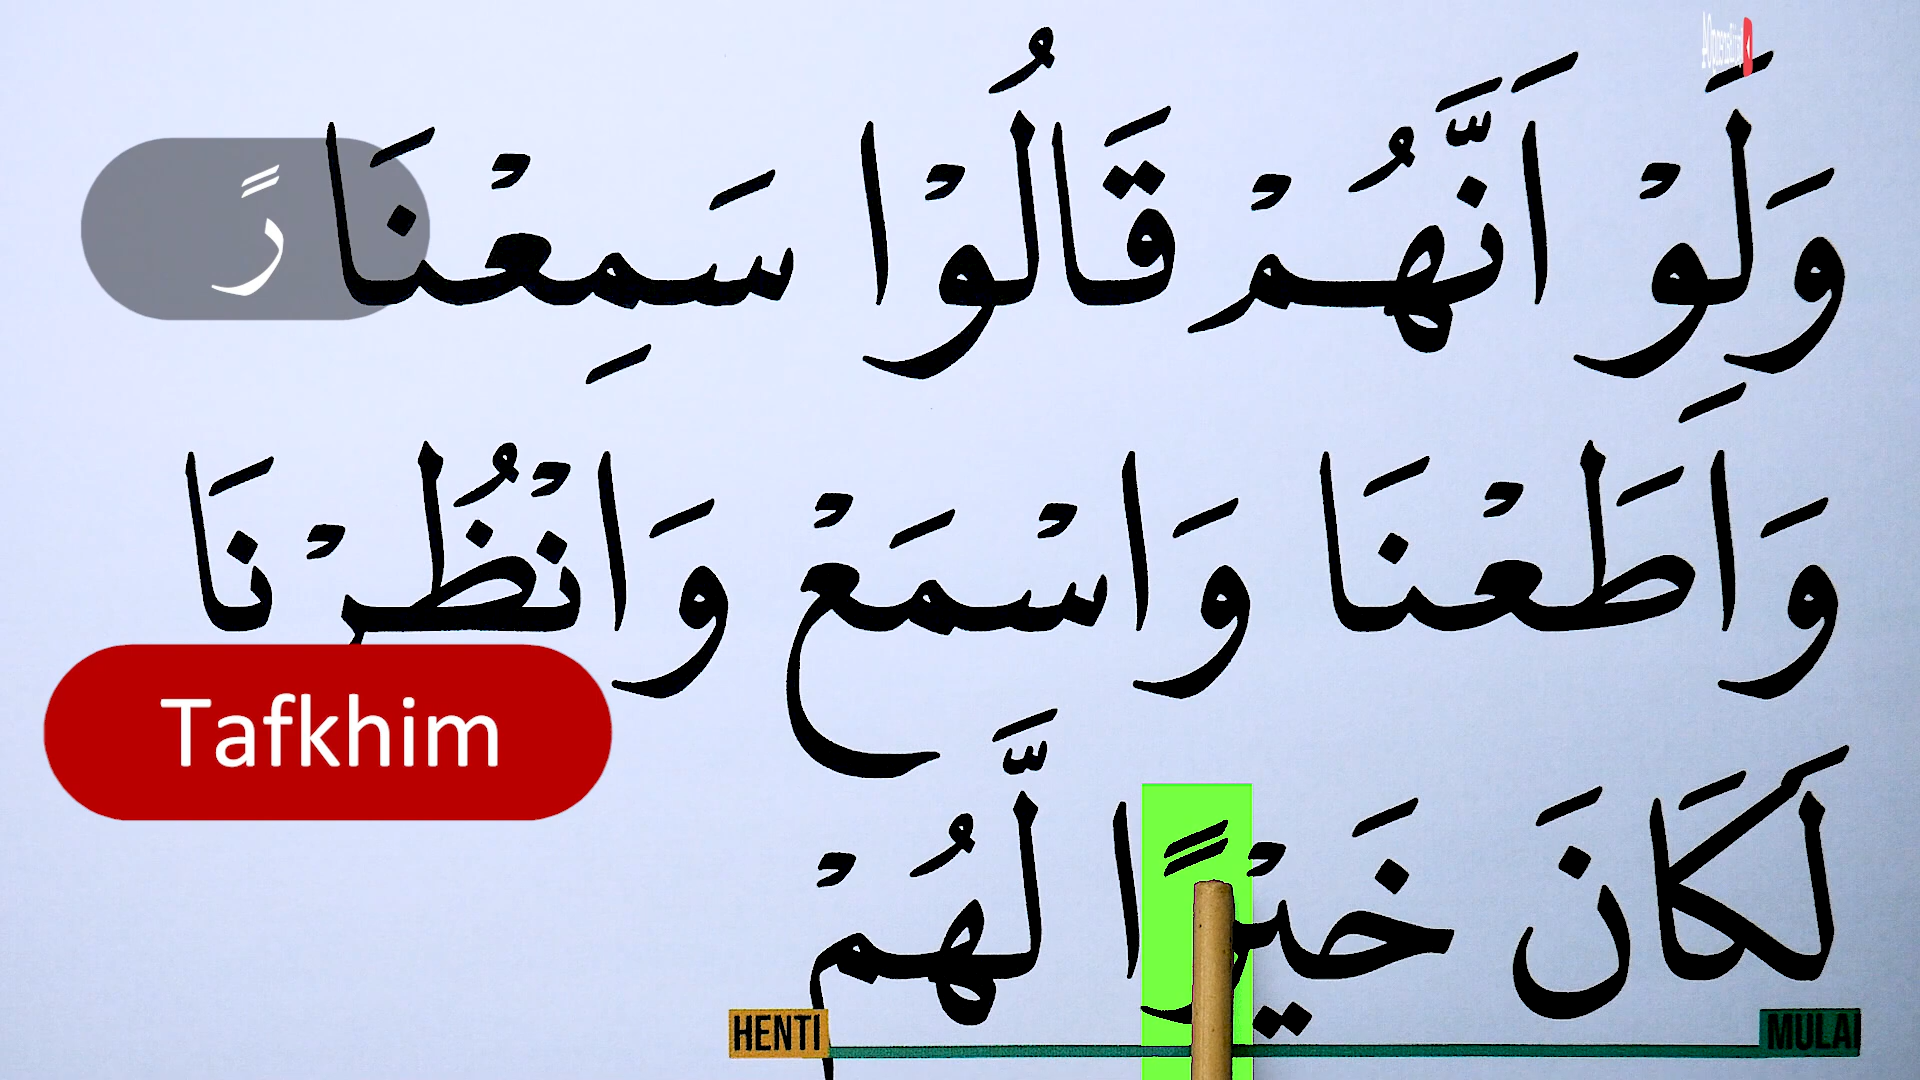 وَلَوْ اَنَّهُمْ قَالُوْا سَمِعْنَا
رً
وَاَطَعْنَا وَاسْمَعْ وَانْظُرْنَا
Tafkhim
لَكَانَ خَيْرًا لَّهُمْ
HENTI
MULAI